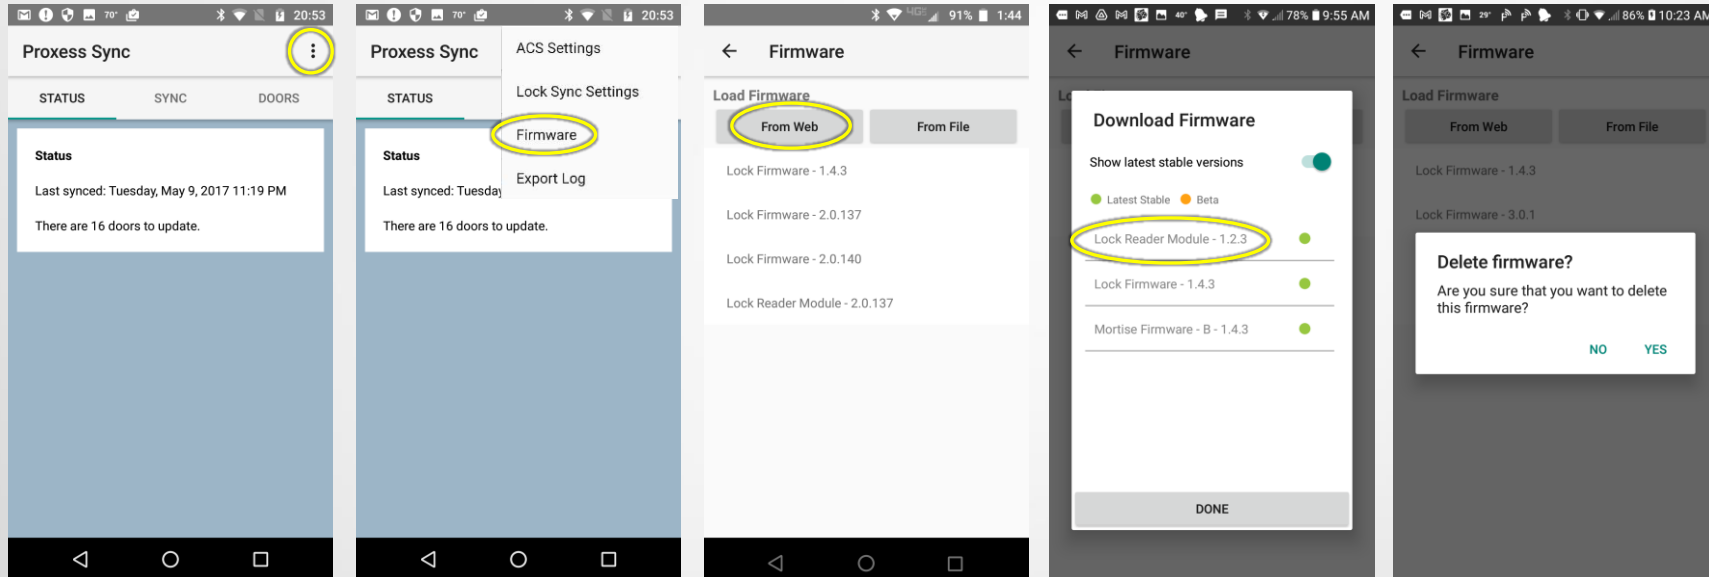 70°
20:53
Proxess Sync
STATUS
SYNC
DOORS
Status
Last synced: Tuesday, May 9, 2017 11:19 PM
There are 16 doors to update.
70°
20:53
Proxess Sync
ACS Settings
Lock Sync Settings
Firmware
Export Log
STATUS
Status
Last synced: Tuesday
There are 16 doors to update.
4G
91%
1:44
Firmware
Load Firmware
From Web
From File
Lock Firmware - 1.4.3
Lock Firmware - 2.0.137
Lock Firmware - 2.0.140
Lock Reader Module - 2.0.137
40°
78%
9:55 AM
Firmware
Lo
Download Firmware
Show latest stable versions
Latest Stable
Beta
Lock Reader Module - 1.2.3
Lock Firmware - 1.4.3
Mortise Firmware - B - 1.4.3
DONE
29°
86%
10:23 AM
Firmware
Load Firmware
From Web
From File
Lock Firmware - 1.4.3
Lock Firmware - 3.0.1
Delete firmware?
Are you sure that you want to delete
this firmware?
NO
YES